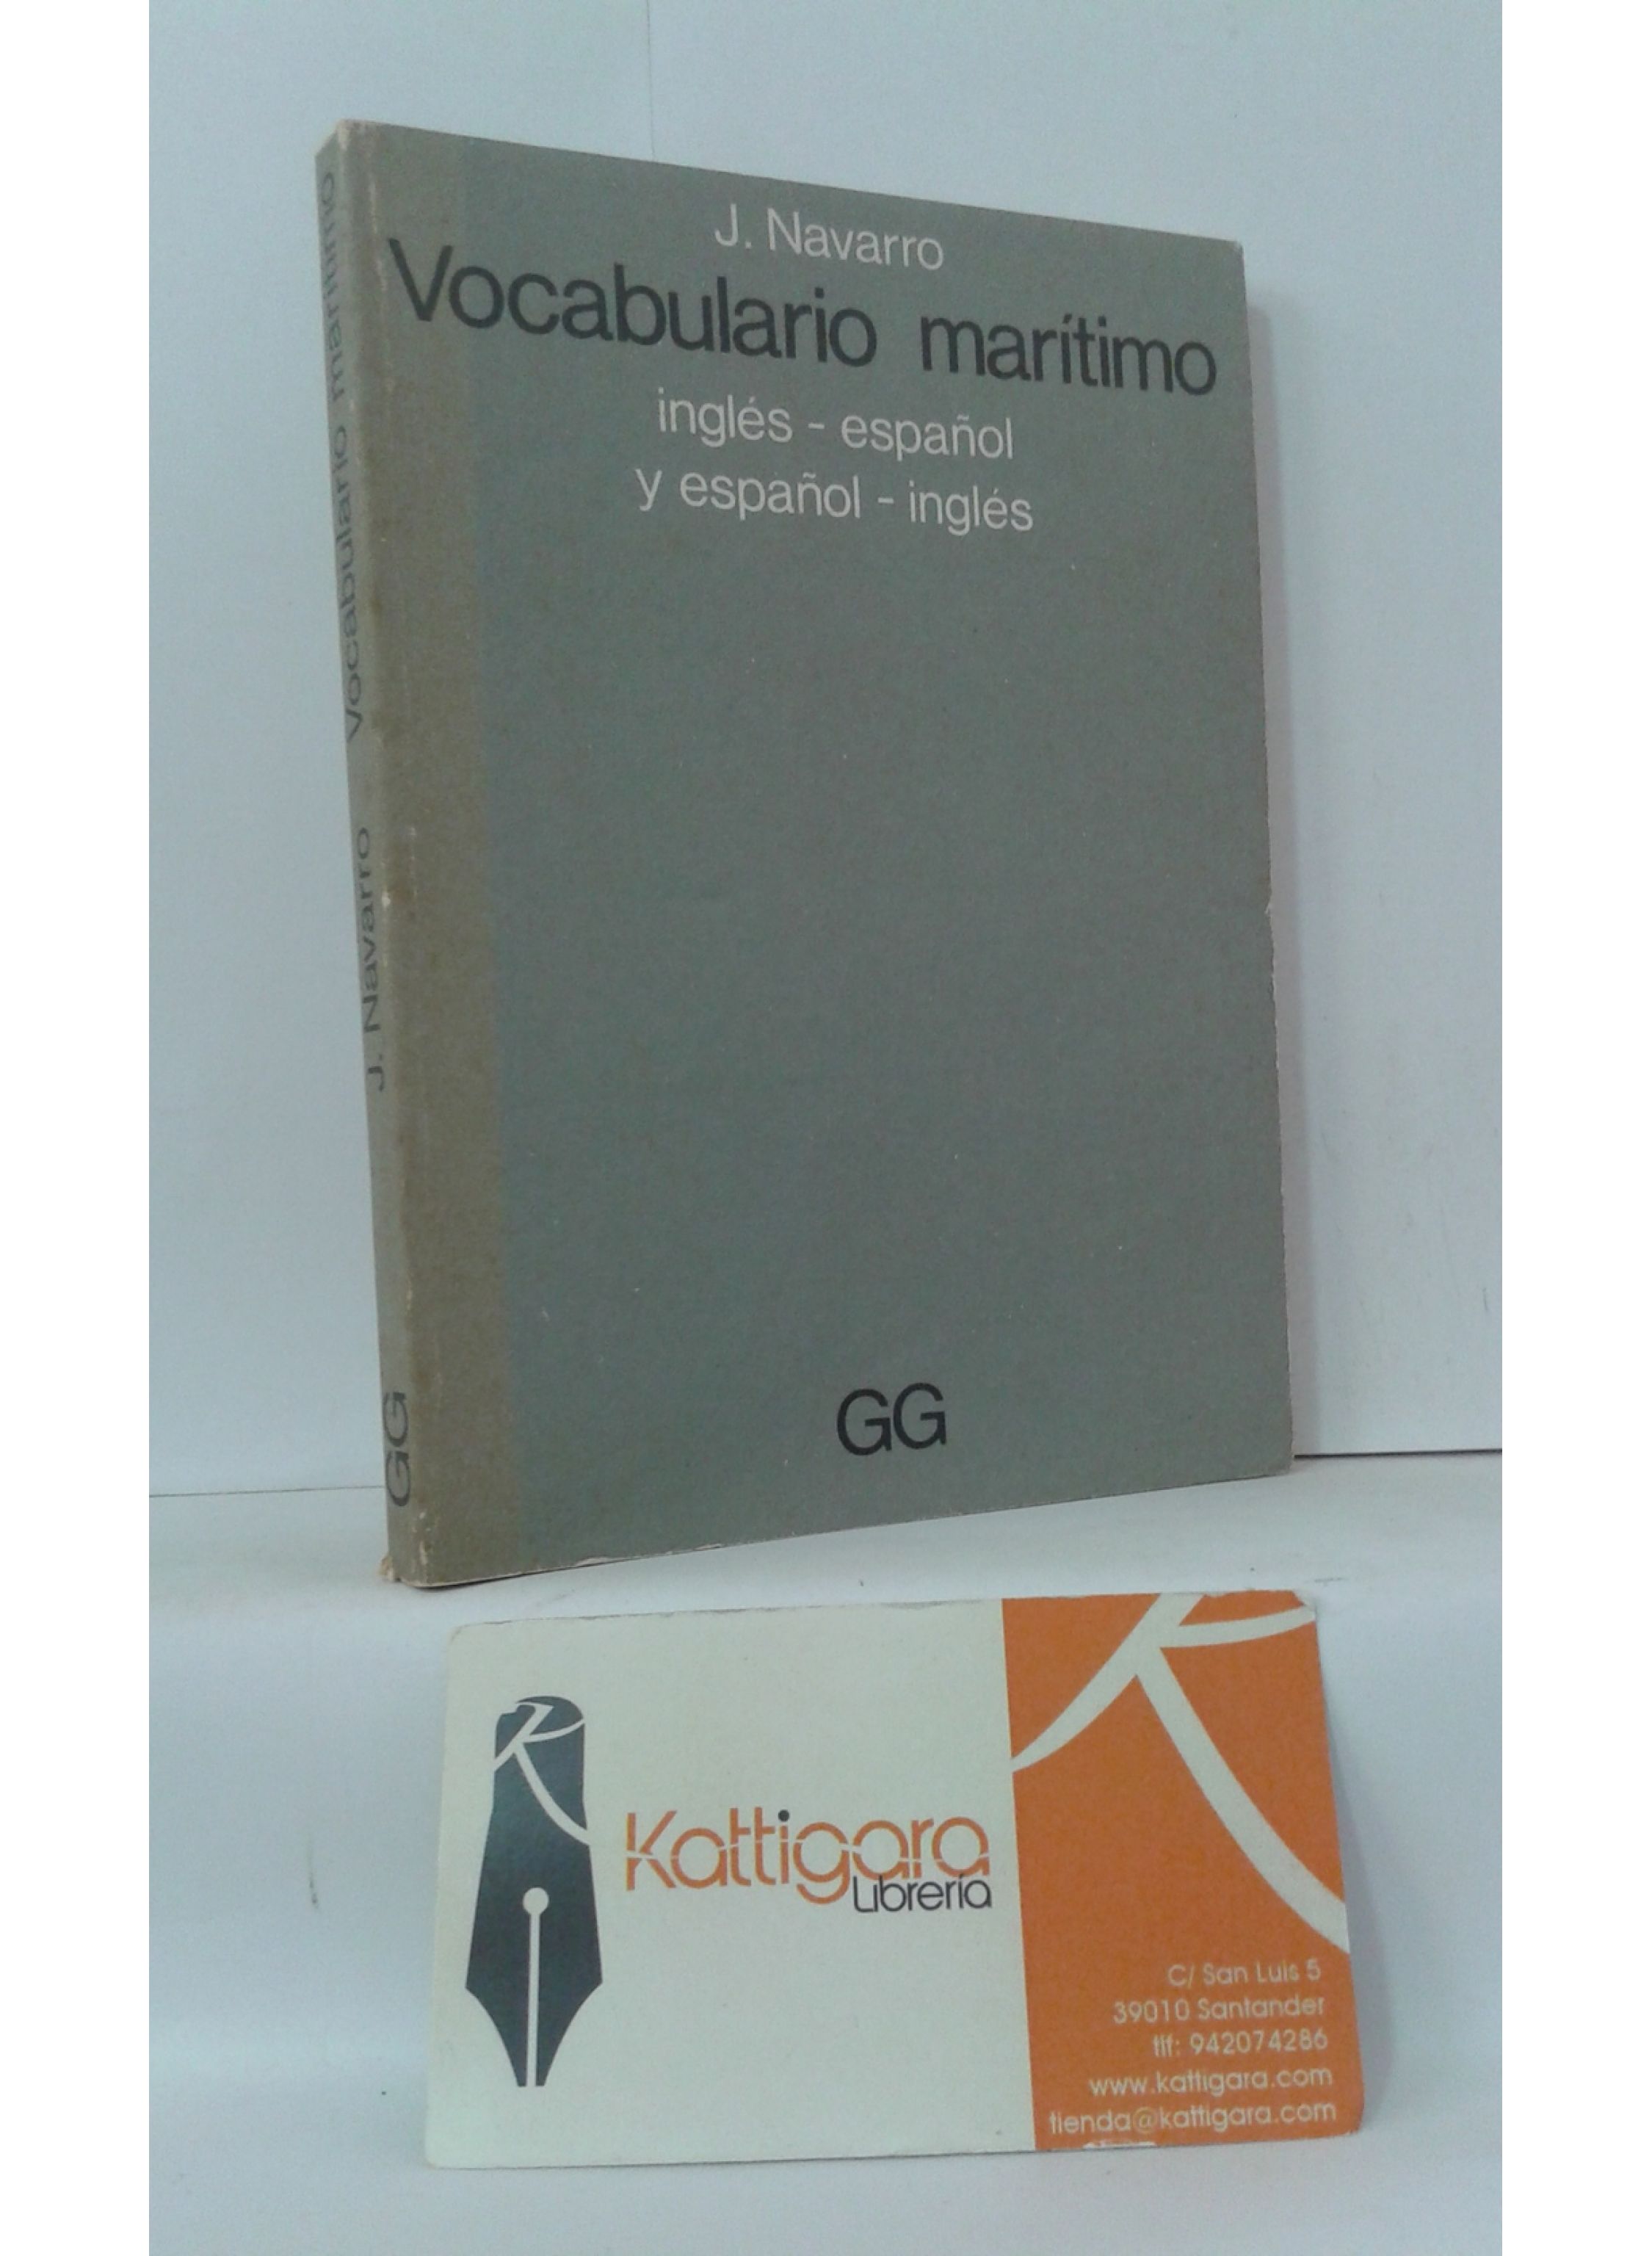 J. Navarro
Vocabulario marítimo
inglés - español
y español - inglés
GG
J. Navarro Vocabulario marítimo
GG
Kattigara
Librería
C/ San Luis 5
39010 Santander
tlf: 942074286
www.kattigara.com
tienda@kattigara.com